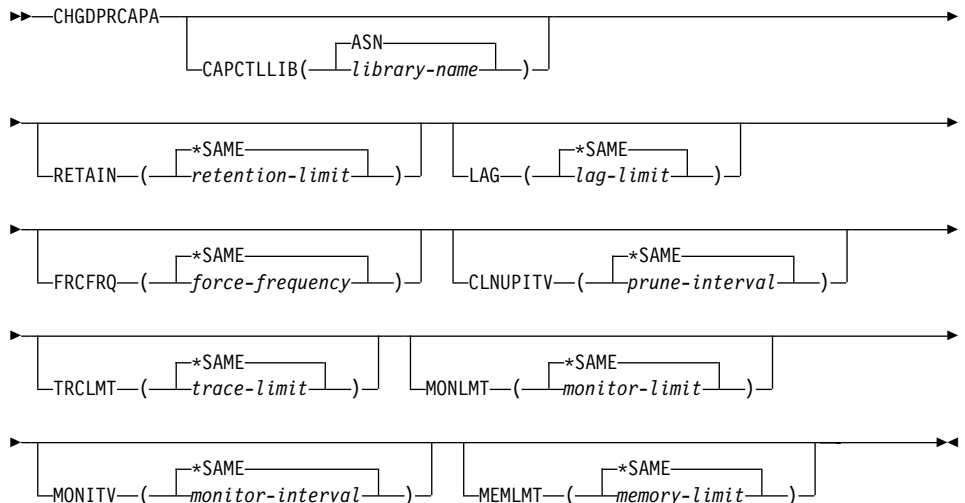 CHGDPRCAPA
ASN
CAPCTLLIB( library-name )
*SAME *SAME
RETAIN ( retention-limit ) LAG ( lag-limit )
*SAME *SAME
FRCFRQ ( force-frequency ) CLNUPITV ( prune-interval )
*SAME *SAME
TRCLMT ( trace-limit ) MONLMT ( monitor-limit )
*SAME *SAME
MONITV ( monitor-interval ) MEMLMT ( memory-limit )